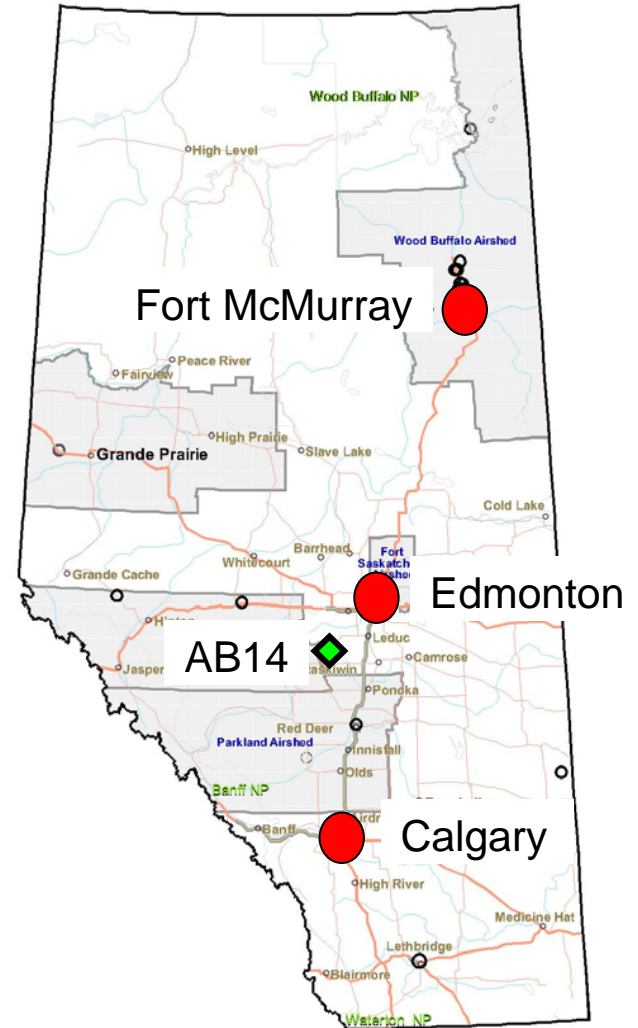 Wood Buffalo NP
High Level
Wood Buffalo Airshed
Fort McMurray
Peace River
Fairview
High Prairie
Grande Prairie
Slave Lake
Cold Lake
Fort
Barrhead
Whitecourt
Grande Cache
Edmonton
Leduc
AB14
Camrose
Jasper
Ponoka
Red Deer
Parkland Airshed
Innisfall
Olds
Banff NP
Banff
Calgary
High River
Medicine Hat
Lethbridge
Blairmore
Waterton NP